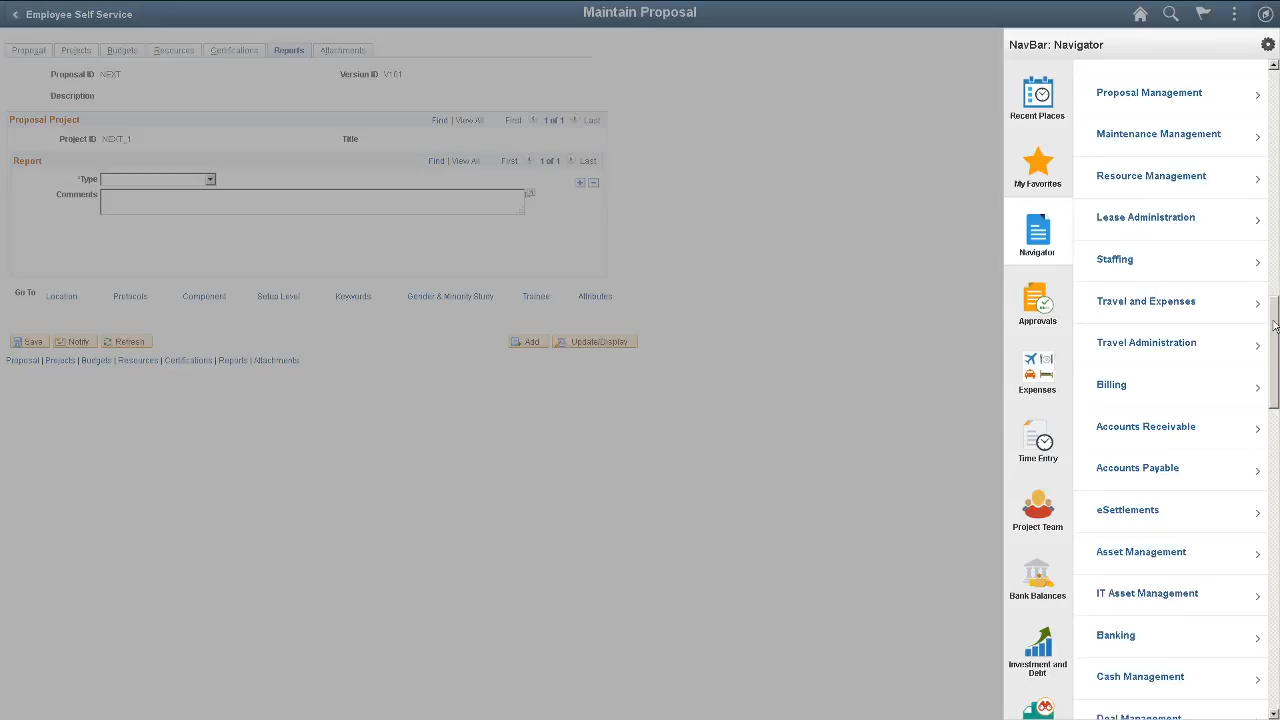 Employee Self Service
Maintain Proposal
Proposal
Projects
Budgets
Resources
Certifications
Reports
Attachments
Proposal ID NEXT
Version ID V101
Description
Proposal Project
Find | View All
First 1 of 1 Last
Project ID NEXT_1
Title
Report
Find | View All
First 1 of 1 Last
*Type
Comments
Go To
Location
Protocols
Component
Setup Level
Keywords
Gender & Minority Study
Trainee
Attributes
Save
Notify
Refresh
Add
Update/Display
Proposal | Projects | Budgets | Resources | Certifications | Reports | Attachments
NavBar: Navigator
Recent Places
My Favorites
Navigator
Approvals
Expenses
Time Entry
Project Team
Bank Balances
Investment and
Debt
Proposal Management
Maintenance Management
Resource Management
Lease Administration
Staffing
Travel and Expenses
Travel Administration
Billing
Accounts Receivable
Accounts Payable
eSettlements
Asset Management
IT Asset Management
Banking
Cash Management
Deal Management